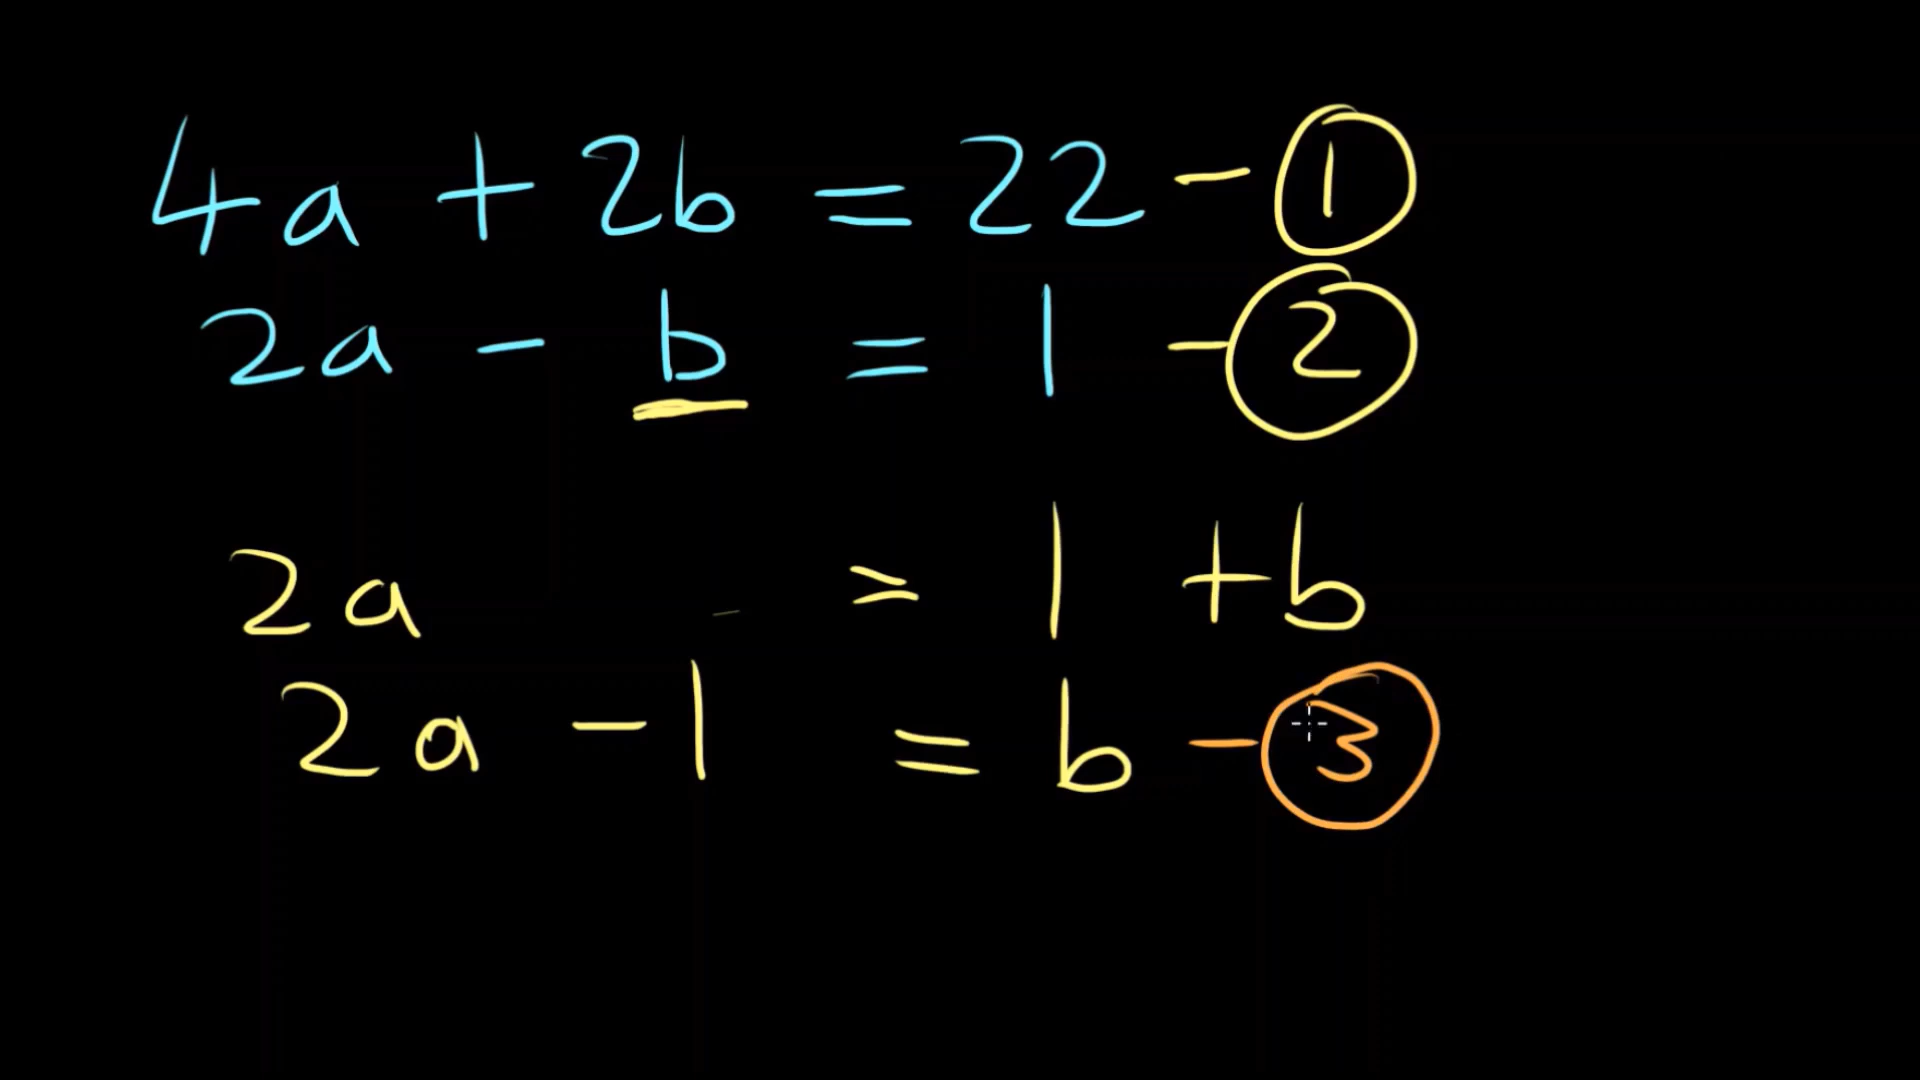 4a + 2b = 22 - ①
2a - b = 1 - ②
2a = 1 + b
2a - 1 = b - ③